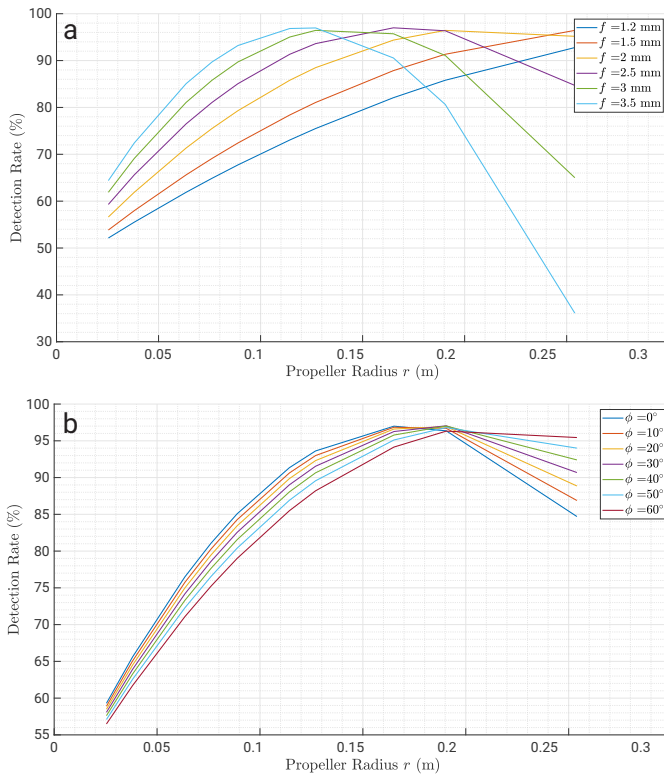 a
100
90
80
70
60
50
40
30
Detection Rate (%)
f =1.2 mm
f =1.5 mm
f =2 mm
f =2.5 mm
f =3 mm
f =3.5 mm
0 0.05 0.1 0.15 0.2 0.25 0.3
Propeller Radius r (m)
b
100
95
90
85
80
75
70
65
60
55
Detection Rate (%)
ϕ =0°
ϕ =10°
ϕ =20°
ϕ =30°
ϕ =40°
ϕ =50°
ϕ =60°
0 0.05 0.1 0.15 0.2 0.25 0.3
Propeller Radius r (m)